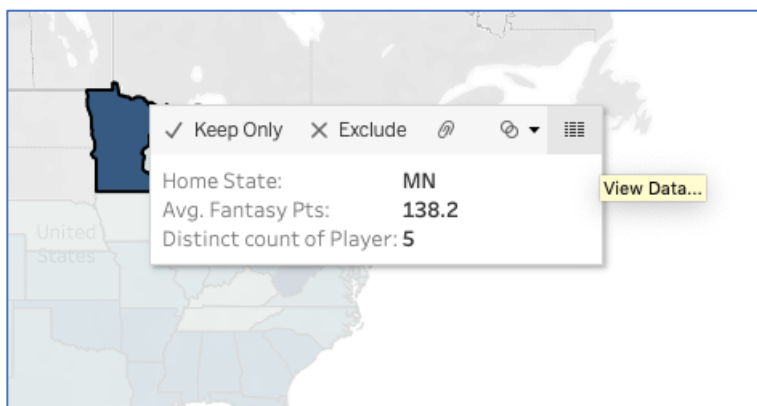 ✓ Keep Only ✕ Exclude
Home State: MN
Avg. Fantasy Pts: 138.2
Distinct count of Player: 5
View Data...
United
States